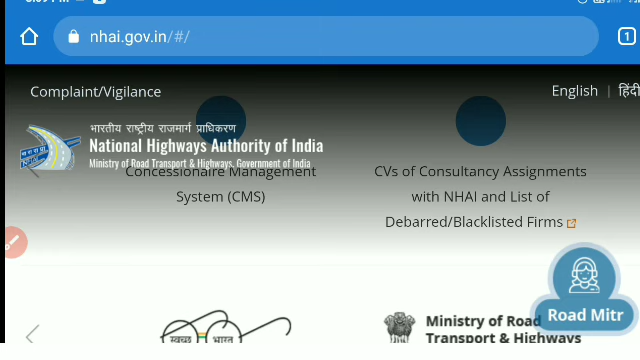 nhai.gov.in/#/
1
Complaint/Vigilance
English | हिंदी
भारतीय राष्ट्रीय राजमार्ग प्राधिकरण
National Highways Authority of India
Ministry of Road Transport & Highways, Government of India
Concessionaire Management
System (CMS)
CVs of Consultancy Assignments
with NHAI and List of
Debarred/Blacklisted Firms
Road Mitr
स्वच्छ भारत
Ministry of Road
Transport & Highways